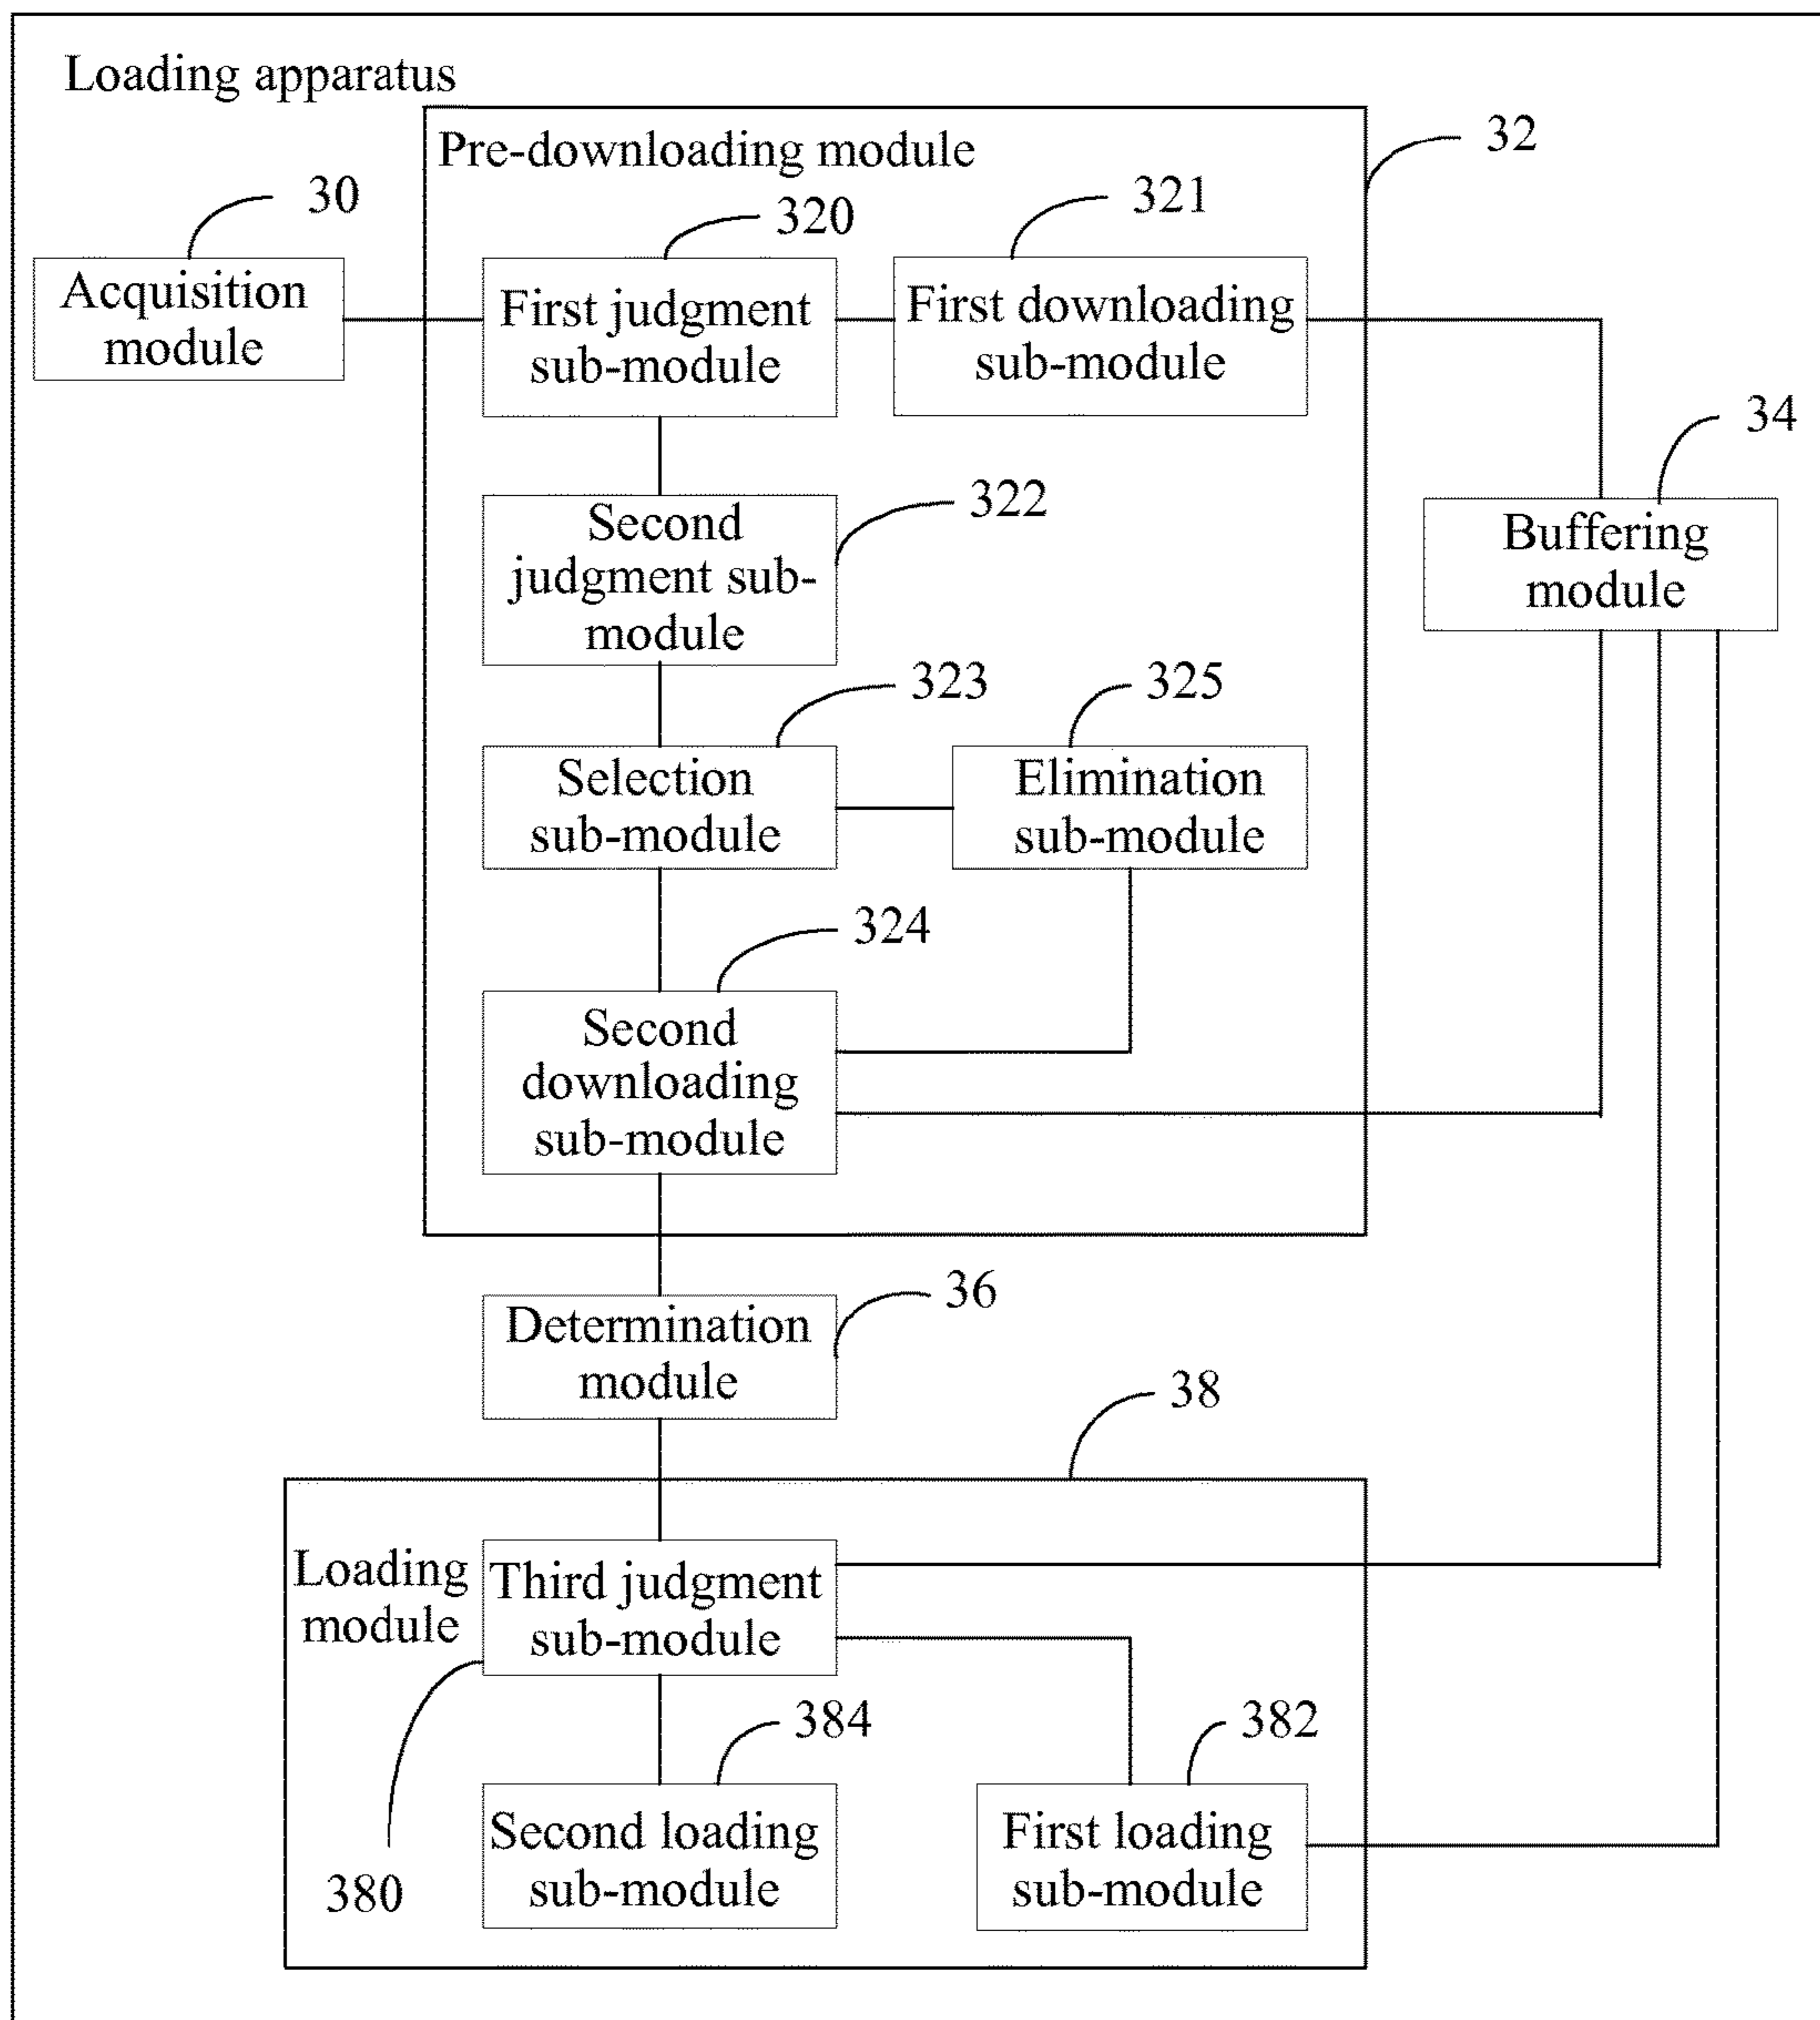 Loading apparatus
Pre-downloading module
32
30
320
321
Acquisition
module
First judgment
sub-module
First downloading
sub-module
34
322
Second
judgment sub-
module
Buffering
module
323
325
Selection
sub-module
Elimination
sub-module
324
Second
downloading
sub-module
36
Determination
module
38
Loading
module
Third judgment
sub-module
384
382
380
Second loading
sub-module
First loading
sub-module